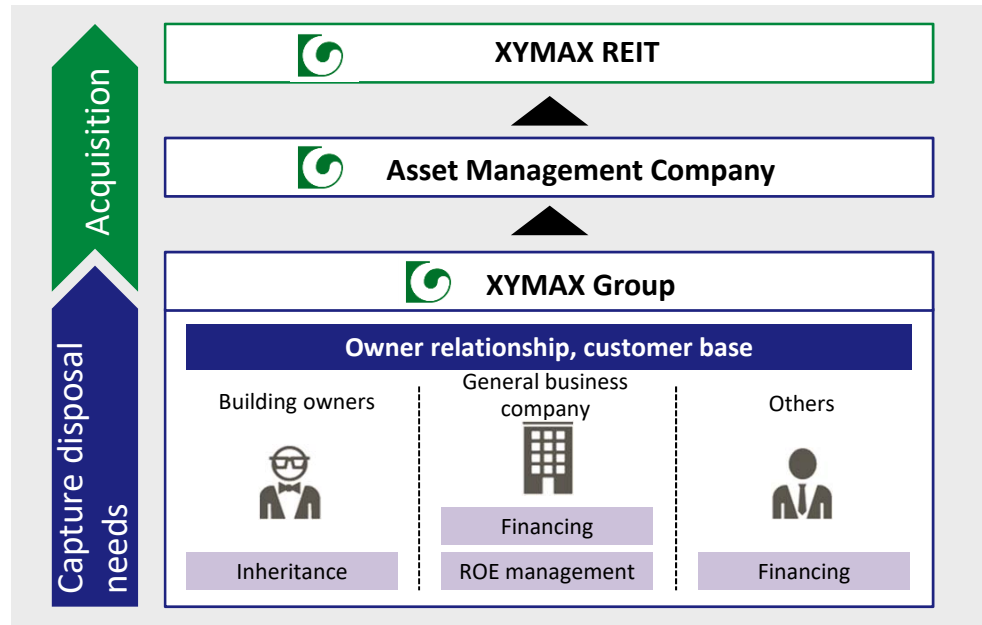 XYMAX REIT
Acquisition
Asset Management Company
XYMAX Group
Capture disposal
needs
Owner relationship, customer base
Building owners
General business
company
Others
Financing
Inheritance
ROE management
Financing